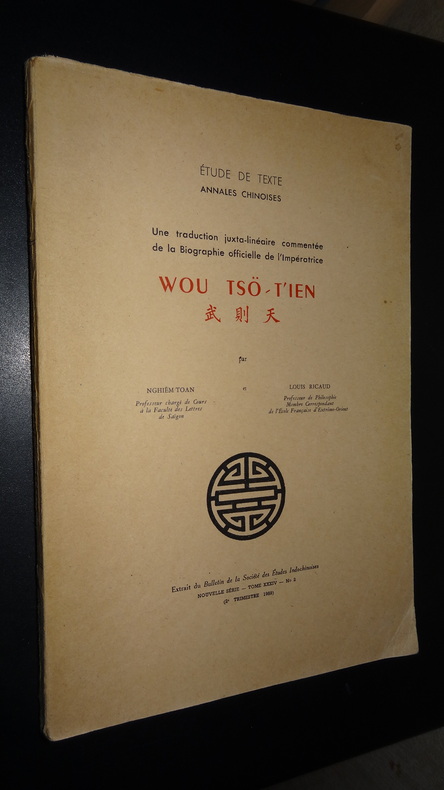 ÉTUDE DE TEXTE
ANNALES CHINOISES
Une traduction juxta-linéaire commentée
de la Biographie officielle de l'Impératrice
WOU TSÖ-T'IEN
武 則 天
par
NGHIÊM-TOAN
Professeur chargé de Cours
à la Faculté des Lettres
de Saigon
et
LOUIS RICAUD
Professeur de Philosophie
Membre Correspondant
de l'École Française d'Extrême-Orient
Extrait du Bulletin de la Société des Études Indochinoises
NOUVELLE SÉRIE — TOME XXXIV — No
TRIMESTRE